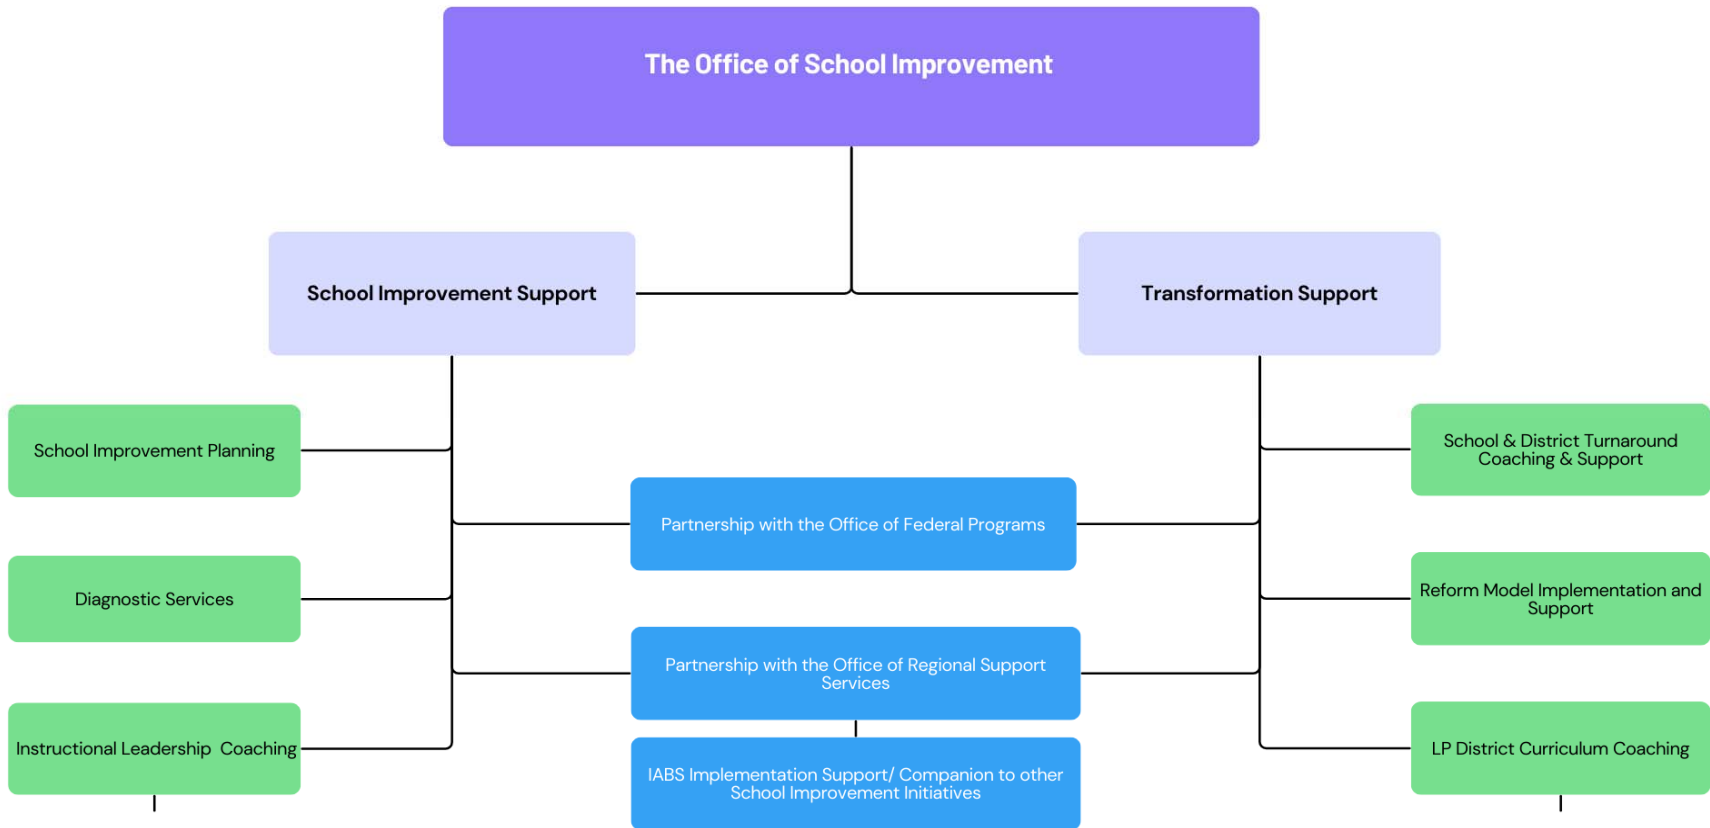 The Office of School Improvement
School Improvement Support
Transformation Support
School Improvement Planning
School & District Turnaround
Coaching & Support
Partnership with the Office of Federal Programs
Diagnostic Services
Reform Model Implementation and
Support
Partnership with the Office of Regional Support
Services
Instructional Leadership  Coaching
LP District Curriculum Coaching
IABS Implementation Support/ Companion to other
School Improvement Initiatives